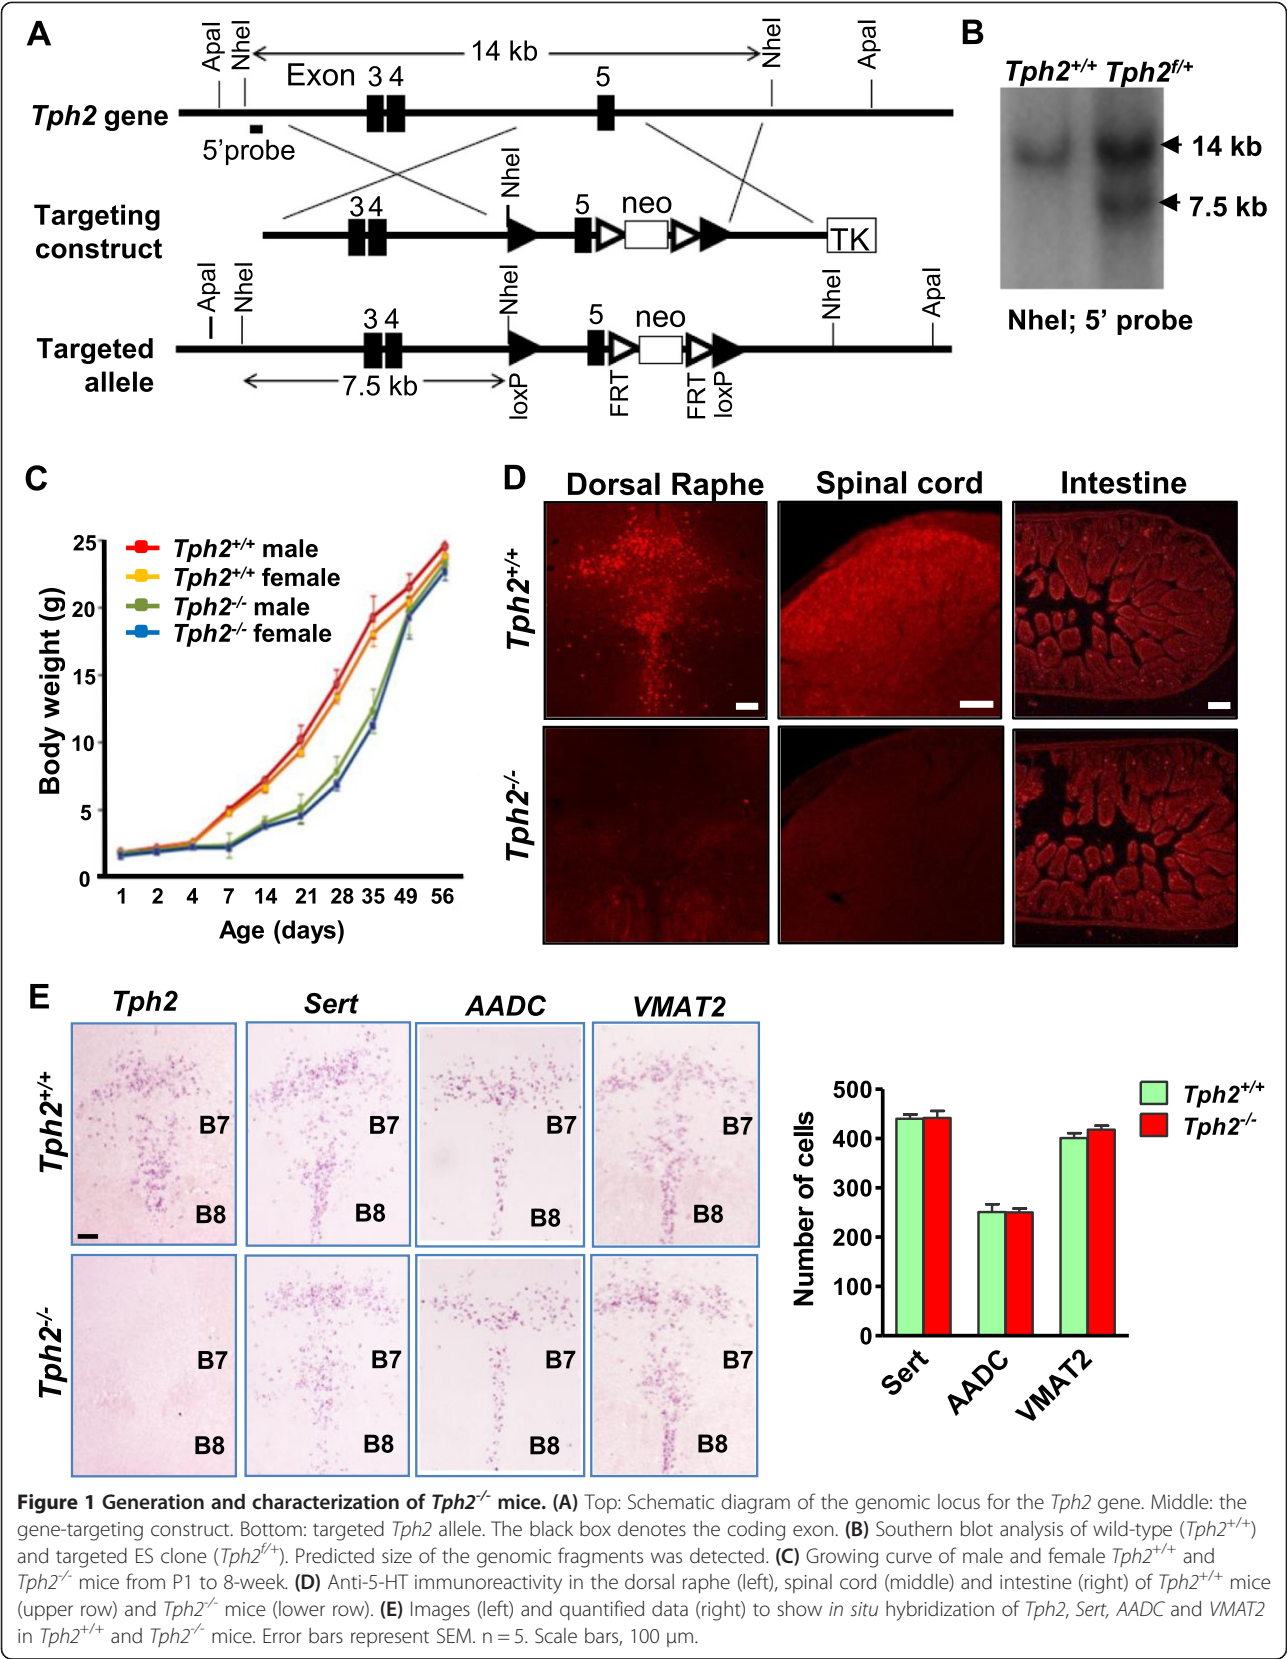 A
ApaI
NheI
14 kb
NheI
ApaI
Exon 3 4
5
Tph2 gene
5'probe
NheI
Targeting
construct
3 4
5
neo
TK
ApaI
NheI
NheI
NheI
ApaI
3 4
5
neo
Targeted
allele
7.5 kb
loxP
FRT
FRT
loxP
B
Tph2+/+ Tph2f/+
14 kb
7.5 kb
NheI; 5' probe
C
Tph2+/+ male
Tph2+/+ female
Tph2-/- male
Tph2-/- female
Body weight (g)
25
20
15
10
5
0
1 2 4 7 14 21 28 35 49 56
Age (days)
D
Dorsal Raphe Spinal cord Intestine
Tph2+/+
Tph2-/-
E
Tph2 Sert AADC VMAT2
Tph2+/+
B7 B7 B7 B7
B8 B8 B8 B8
Tph2-/-
B7 B7 B7 B7
B8 B8 B8 B8
Number of cells
500
400
300
200
100
0
Sert
AADC
VMAT2
Tph2+/+
Tph2-/-
Figure 1 Generation and characterization of Tph2-/- mice. (A) Top: Schematic diagram of the genomic locus for the Tph2 gene. Middle: the
gene-targeting construct. Bottom: targeted Tph2 allele. The black box denotes the coding exon. (B) Southern blot analysis of wild-type (Tph2+/+)
and targeted ES clone (Tph2f/+). Predicted size of the genomic fragments was detected. (C) Growing curve of male and female Tph2+/+ and
Tph2-/- mice from P1 to 8-week. (D) Anti-5-HT immunoreactivity in the dorsal raphe (left), spinal cord (middle) and intestine (right) of Tph2+/+ mice
(upper row) and Tph2-/- mice (lower row). (E) Images (left) and quantified data (right) to show in situ hybridization of Tph2, Sert, AADC and VMAT2
in Tph2+/+ and Tph2-/- mice. Error bars represent SEM. n = 5. Scale bars, 100 μm.